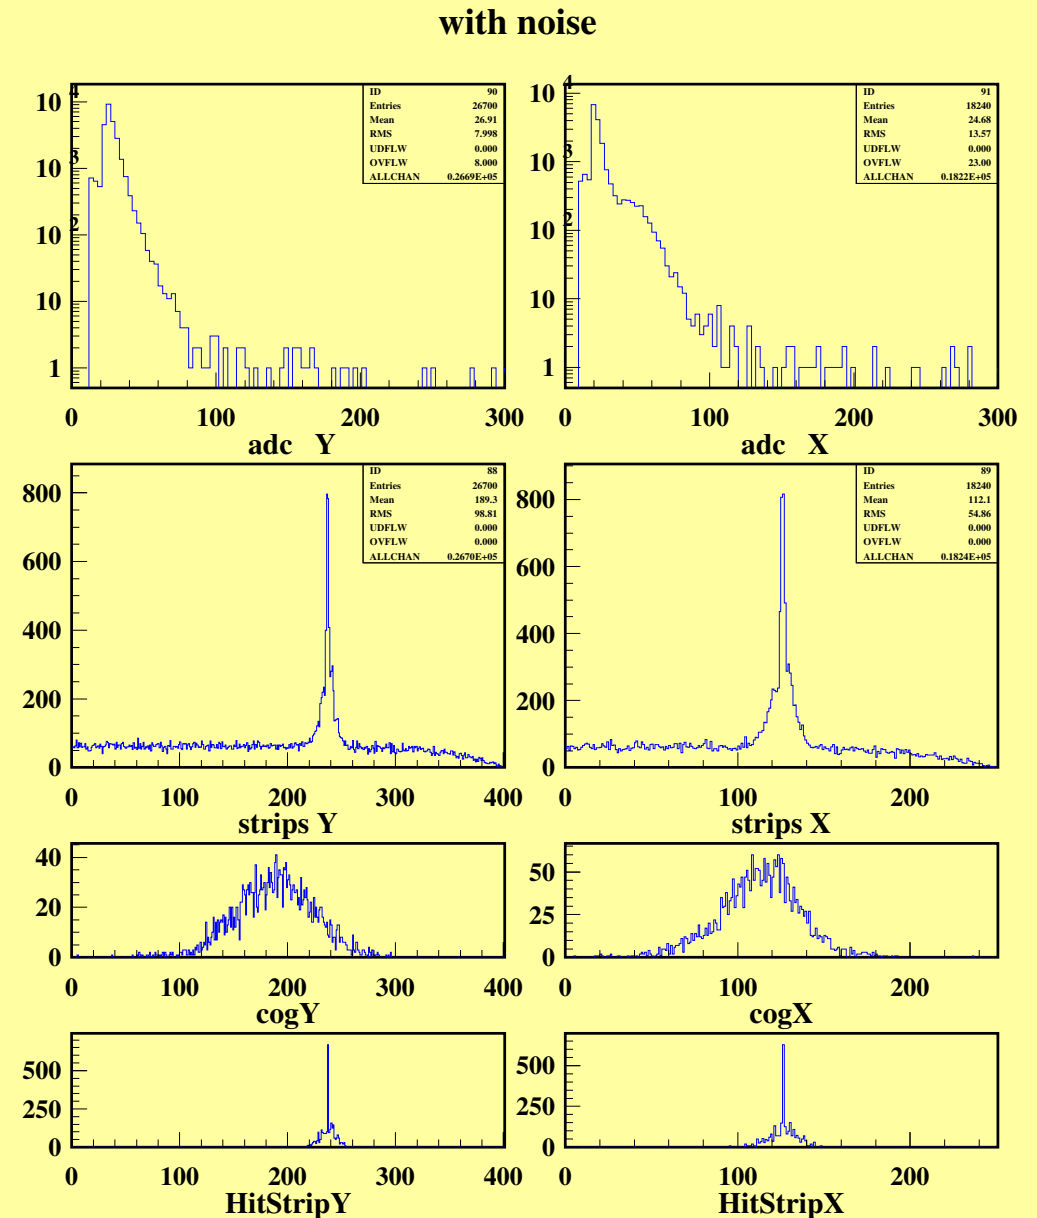 with noise
10 4
10 3
10 2
10
1
ID 90
Entries 26700
Mean 26.91
RMS 7.998
UDFLW 0.000
OVFLW 8.000
ALLCHAN 0.2669E+05
0 100 200 300
adc Y
10 4
10 3
10 2
10
1
ID 91
Entries 18240
Mean 24.68
RMS 13.57
UDFLW 0.000
OVFLW 23.00
ALLCHAN 0.1822E+05
0 100 200 300
adc X
800
600
400
200
0
ID 88
Entries 26700
Mean 189.3
RMS 98.81
UDFLW 0.000
OVFLW 0.000
ALLCHAN 0.2670E+05
0 100 200 300 400
strips Y
800
600
400
200
0
ID 89
Entries 18240
Mean 112.1
RMS 54.86
UDFLW 0.000
OVFLW 0.000
ALLCHAN 0.1824E+05
0 100 200
strips X
40
20
0
0 100 200 300 400
cogY
50
25
0
0 100 200
cogX
500
250
0
0 100 200 300 400
HitStripY
500
250
0
0 100 200
HitStripX